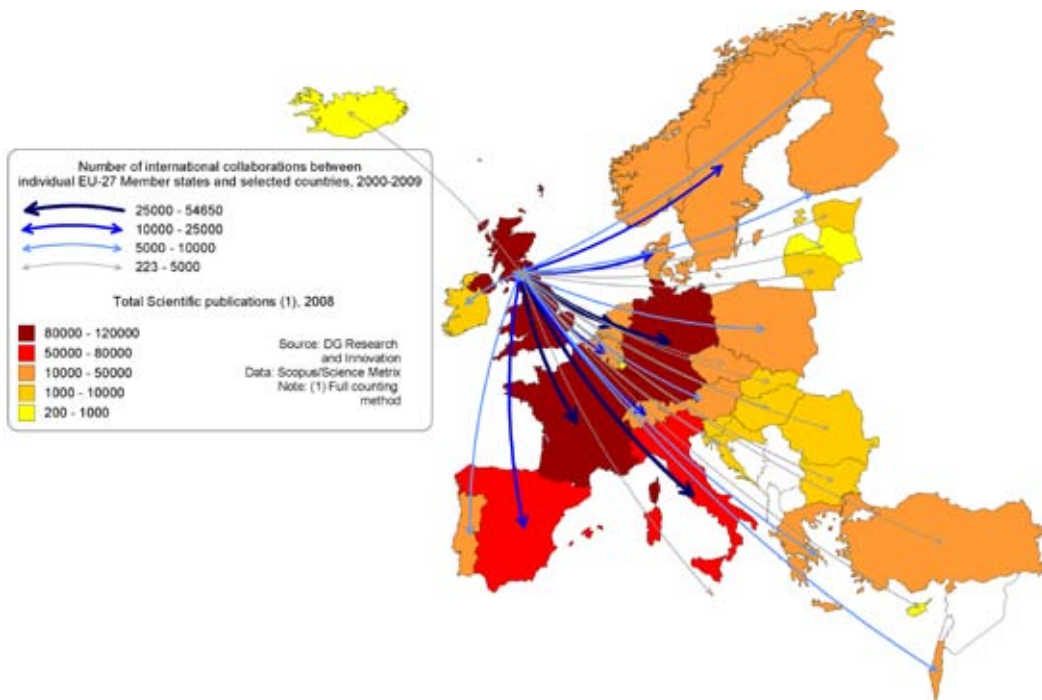 Number of international collaborations between
individual EU-27 Member states and selected countries, 2000-2009
25000 - 54650
10000 - 25000
5000 - 10000
223 - 5000
Total Scientific publications (1), 2008
80000 - 120000
50000 - 80000
10000 - 50000
1000 - 10000
200 - 1000
Source: DG Research
and Innovation
Data: Scopus/Science Metrix
Note: (1) Full counting
method